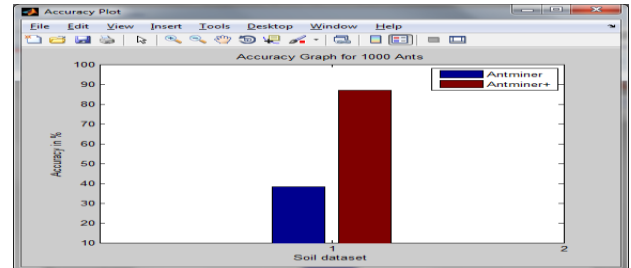 Accuracy Plot
File Edit View Insert Tools Desktop Window Help
Accuracy Graph for 1000 Ants
Antminer
Antminer+
Accuracy in %
100
90
80
70
60
50
40
30
20
10
1 2
Soil dataset